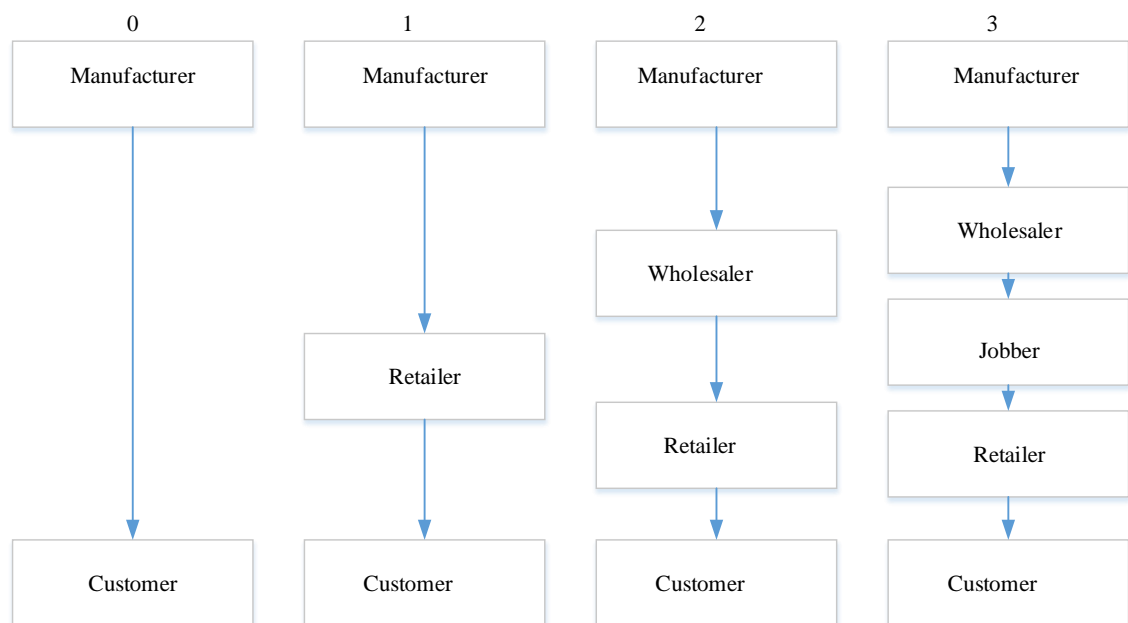 0
Manufacturer
Customer
1
Manufacturer
Retailer
Customer
2
Manufacturer
Wholesaler
Retailer
Customer
3
Manufacturer
Wholesaler
Jobber
Retailer
Customer